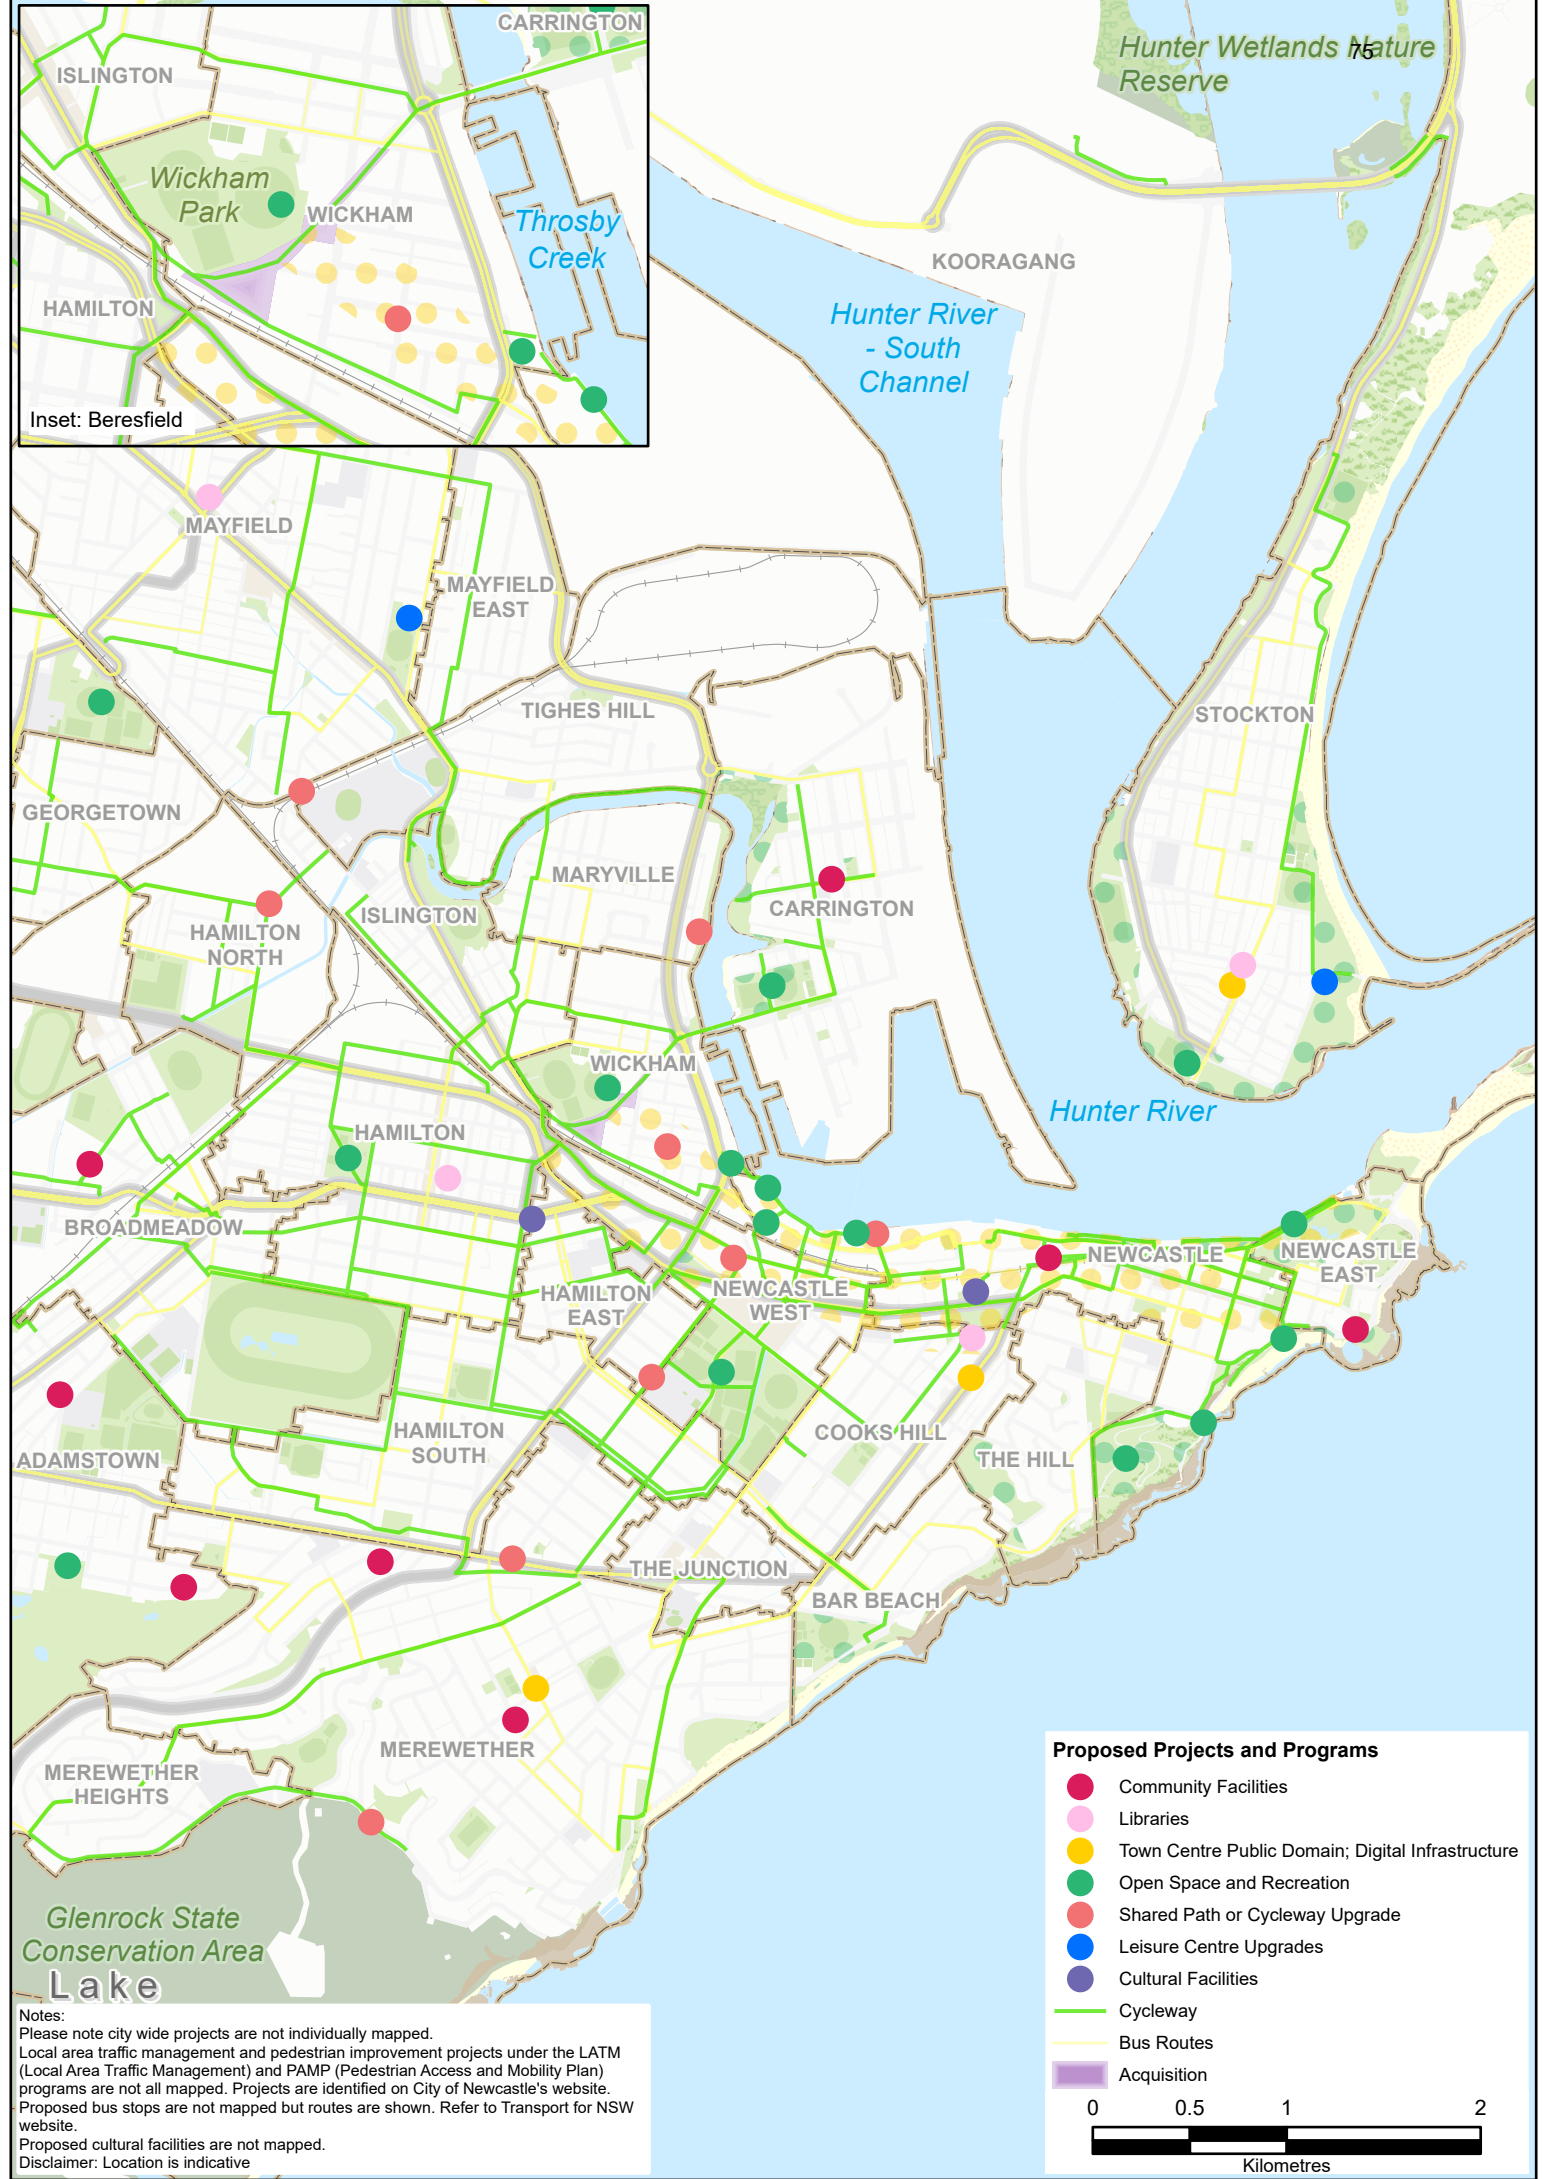 CARRINGTON
ISLINGTON
Wickham
Park
WICKHAM
Throsby
Creek
HAMILTON
Inset: Beresfield
Hunter Wetlands Nature
Reserve
75
KOORAGANG
Hunter River
- South
Channel
MAYFIELD
MAYFIELD
EAST
TIGHES HILL
STOCKTON
GEORGETOWN
MARYVILLE
CARRINGTON
ISLINGTON
HAMILTON
NORTH
WICKHAM
Hunter River
HAMILTON
BROADMEADOW
NEWCASTLE
NEWCASTLE
EAST
HAMILTON
EAST
NEWCASTLE
WEST
COOKS HILL
HAMILTON
SOUTH
THE HILL
ADAMSTOWN
THE JUNCTION
BAR BEACH
MEREWETHER
MEREWETHER
HEIGHTS
Glenrock State
Conservation Area
Lake
Notes:
Please note city wide projects are not individually mapped.
Local area traffic management and pedestrian improvement projects under the LATM
(Local Area Traffic Management) and PAMP (Pedestrian Access and Mobility Plan)
programs are not all mapped. Projects are identified on City of Newcastle's website.
Proposed bus stops are not mapped but routes are shown. Refer to Transport for NSW
website.
Proposed cultural facilities are not mapped.
Disclaimer: Location is indicative
Proposed Projects and Programs
Community Facilities
Libraries
Town Centre Public Domain; Digital Infrastructure
Open Space and Recreation
Shared Path or Cycleway Upgrade
Leisure Centre Upgrades
Cultural Facilities
Cycleway
Bus Routes
Acquisition
0 0.5 1 2
Kilometres